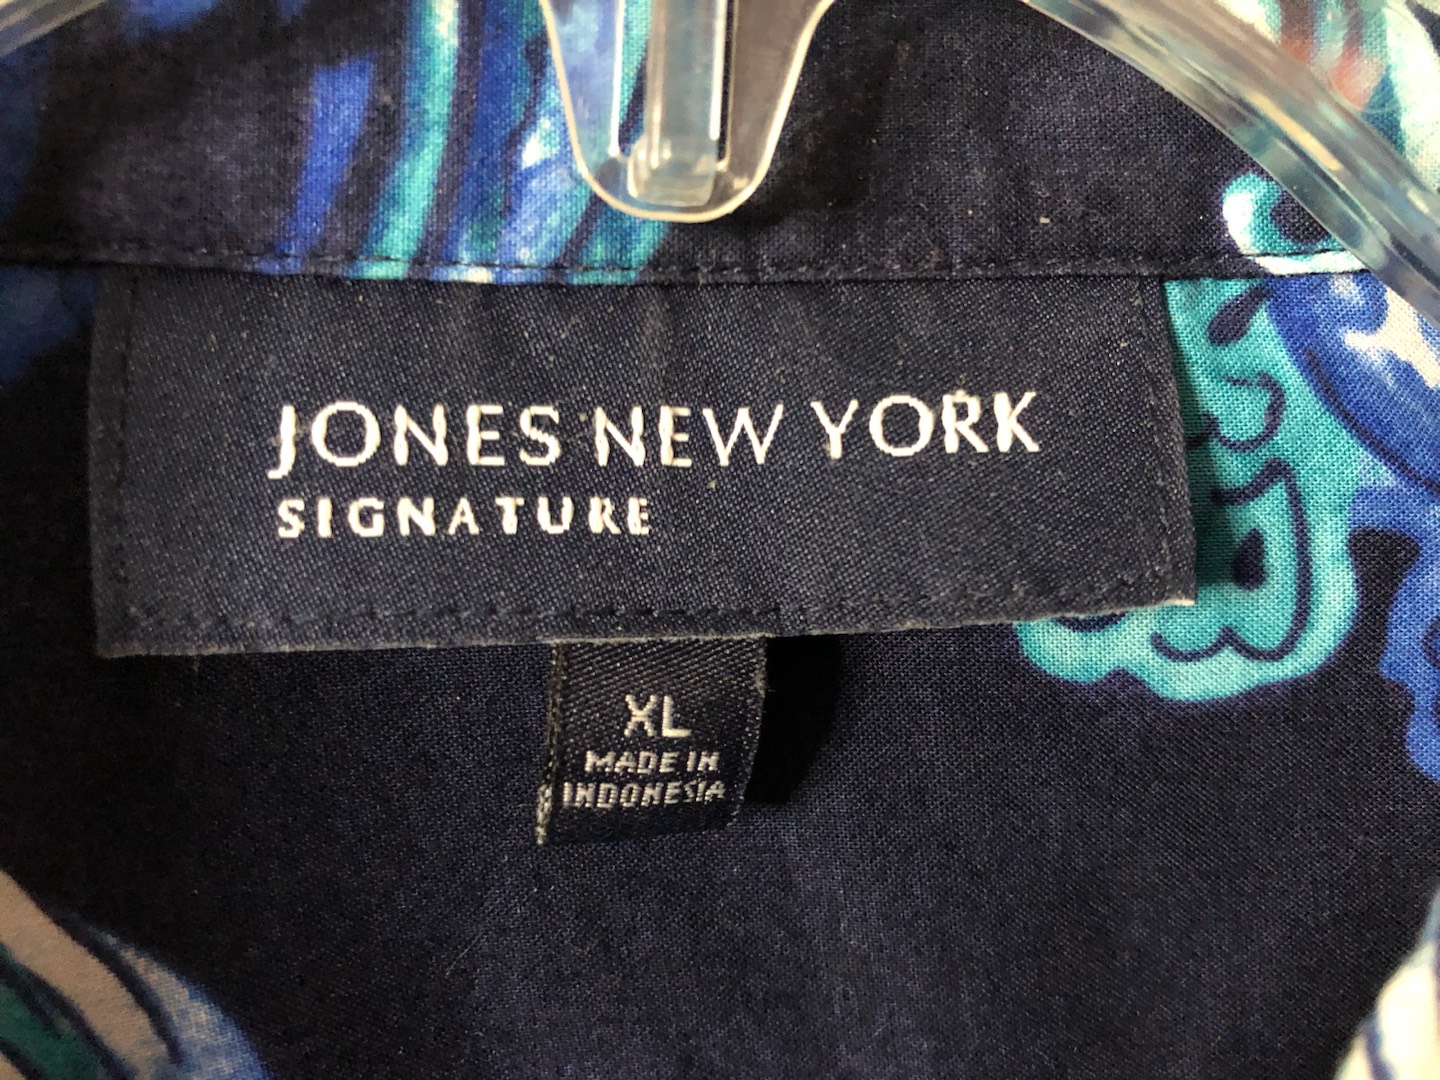 JONES NEW YORK
SIGNATURE
XL
MADE IN
INDONESIA